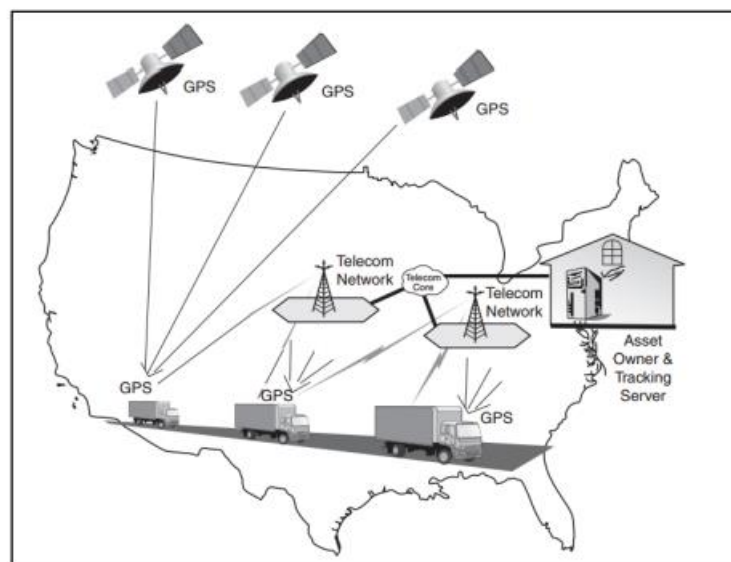 GPS
GPS
GPS
Telecom
Network
Telecom
Core
Telecom
Network
Asset
Owner &
Tracking
Server
GPS
GPS
GPS